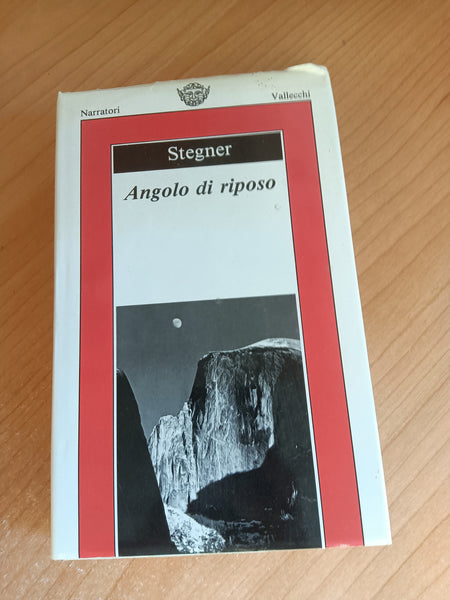 Narratori
Vallecchi
Stegner
Angolo di riposo